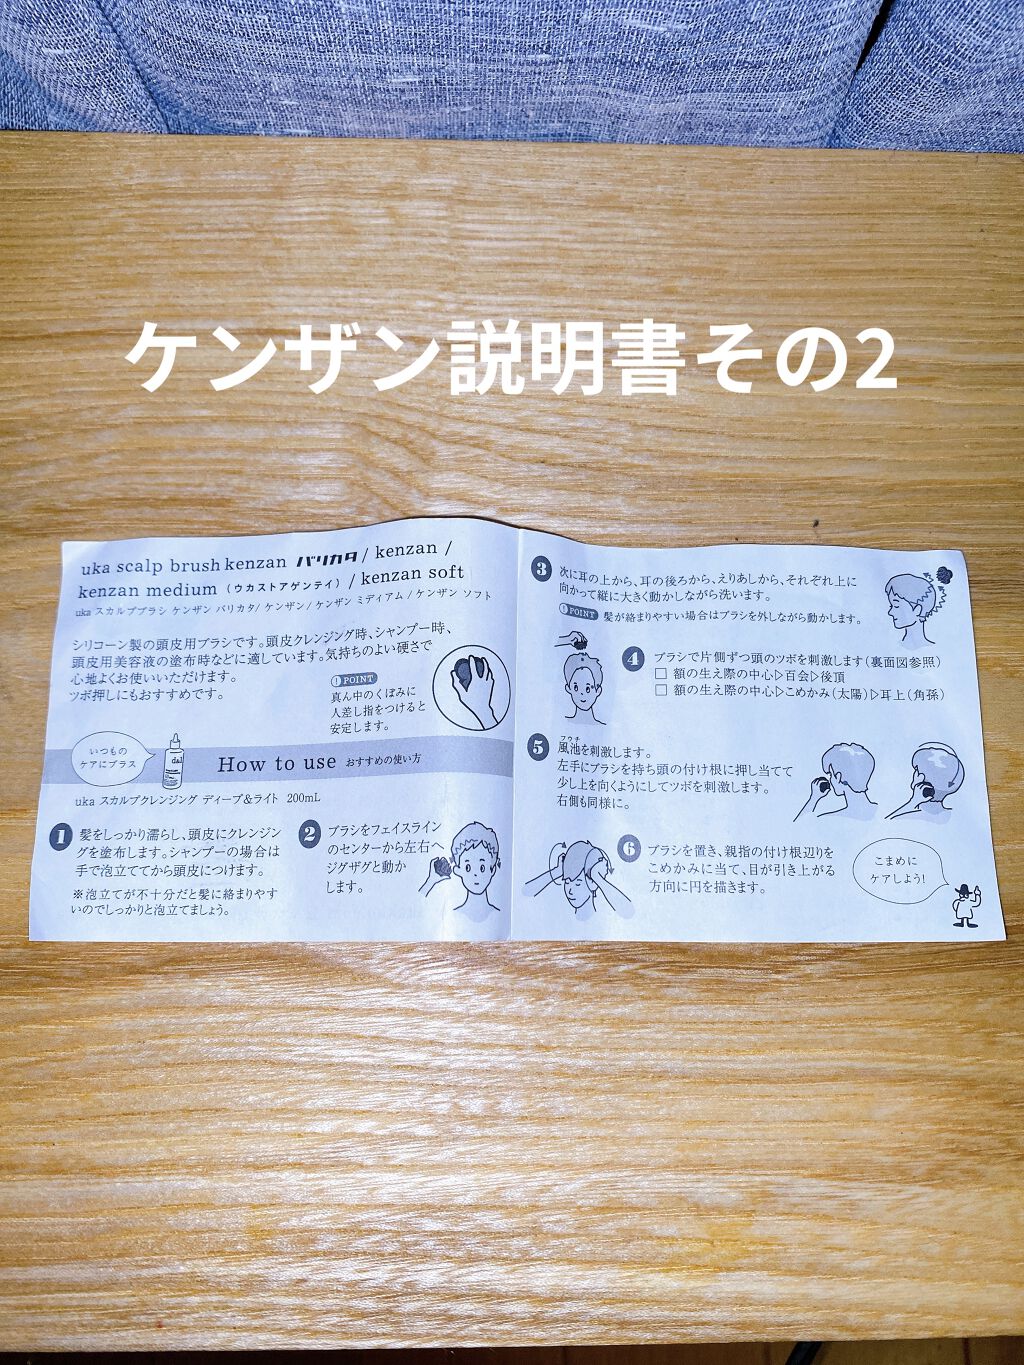 ケンザン説明書その2
uka scalp brush kenzan バリカタ / kenzan /
kenzan medium (ウカストアゲンテイ) / kenzan soft
uka スカルプブラシ ケンザン バリカタ/ ケンザン / ケンザン ミディアム / ケンザン ソフト
シリコーン製の頭皮用ブラシです。頭皮クレンジング時、シャンプー時、
頭皮用美容液の塗布時などに適しています。気持ちのよい硬さで
心地よくお使いいただけます。
ツボ押しにもおすすめです。
POINT
真ん中のくぼみに
人差し指をつけると
安定します。
いつもの
ケアにプラス
How to use おすすめの使い方
uka スカルプクレンジング ディープ&ライト 200mL
1 髪をしっかり濡らし、頭皮にクレンジン
グを塗布します。シャンプーの場合は
手で泡立ててから頭皮につけます。
※泡立てが不十分だと髪に絡まりやす
いのでしっかりと泡立てましょう。
2 ブラシをフェイスライン
のセンターから左右へ
ジグザグと動か
します。
3 次に耳の上から、耳の後ろから、えりあしから、それぞれ上に
向かって縦に大きく動かしながら洗います。
POINT 髪が絡まりやすい場合はブラシを外しながら動かします。
4 ブラシで片側ずつ頭のツボを刺激します(裏面図参照)
□ 額の生え際の中心▷百会▷後頂
□ 額の生え際の中心▷こめかみ(太陽)▷耳上(角孫)
フウチ
5 風池を刺激します。
左手にブラシを持ち頭の付け根に押し当てて
少し上を向くようにしてツボを刺激します。
右側も同様に。
6 ブラシを置き、親指の付け根辺りを
こめかみに当て、目が引き上がる
方向に円を描きます。
こまめに
ケアしよう!